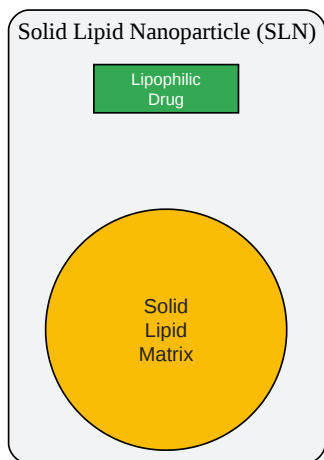 Solid Lipid Nanoparticle (SLN)
Lipophilic
Drug
Solid
Lipid
Matrix